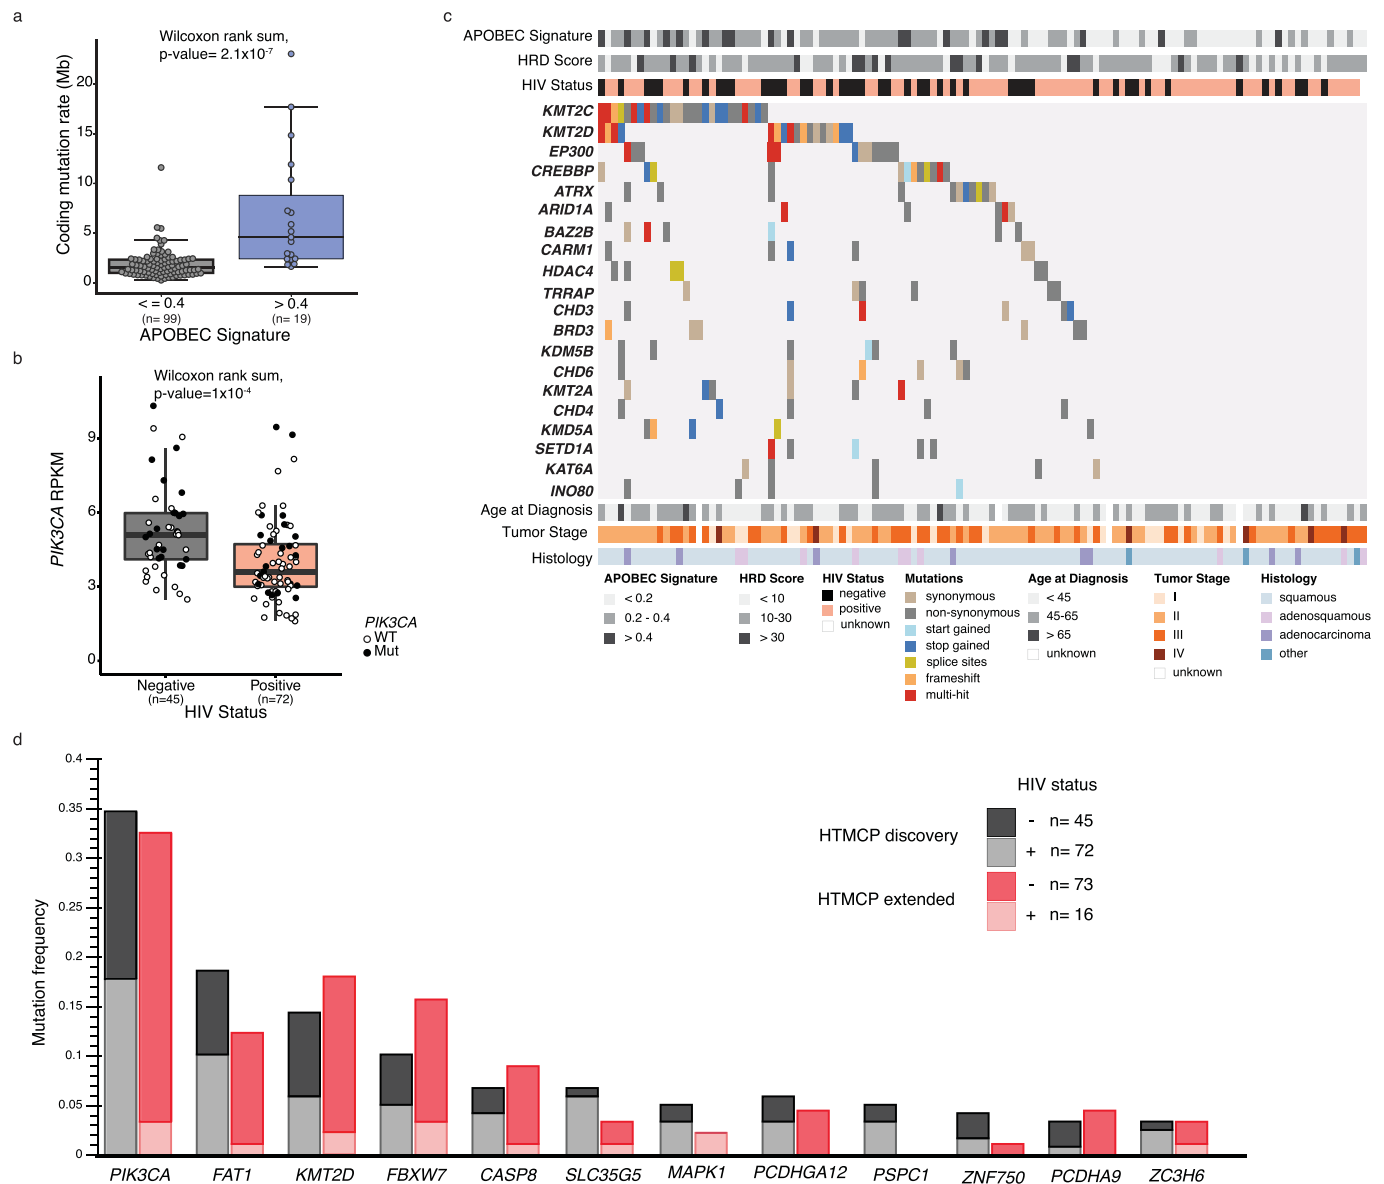 a
Wilcoxon rank sum,
p-value= 2.1x10-7
Coding mutation rate (Mb)
20
15
10
5
0
< = 0.4
(n= 99)
> 0.4
(n= 19)
APOBEC Signature
b
Wilcoxon rank sum,
p-value=1x10-4
PIK3CA RPKM
9
6
3
0
PIK3CA
WT
Mut
Negative
(n=45)
Positive
(n=72)
HIV Status
c
APOBEC Signature
HRD Score
HIV Status
KMT2C
KMT2D
EP300
CREBBP
ATRX
ARID1A
BAZ2B
CARM1
HDAC4
TRRAP
CHD3
BRD3
KDM5B
CHD6
KMT2A
CHD4
KMD5A
SETD1A
KAT6A
INO80
Age at Diagnosis
Tumor Stage
Histology
APOBEC Signature
< 0.2
0.2 - 0.4
> 0.4
HRD Score
< 10
10-30
> 30
HIV Status
negative
positive
unknown
Mutations
synonymous
non-synonymous
start gained
stop gained
splice sites
frameshift
multi-hit
Age at Diagnosis
< 45
45-65
> 65
unknown
Tumor Stage
I
II
III
IV
unknown
Histology
squamous
adenosquamous
adenocarcinoma
other
d
Mutation frequency
0.4
0.35
0.3
0.25
0.2
0.15
0.1
0.05
0
HIV status
HTMCP discovery
- n= 45
+ n= 72
HTMCP extended
- n= 73
+ n= 16
PIK3CA
FAT1
KMT2D
FBXW7
CASP8
SLC35G5
MAPK1
PCDHGA12
PSPC1
ZNF750
PCDHA9
ZC3H6